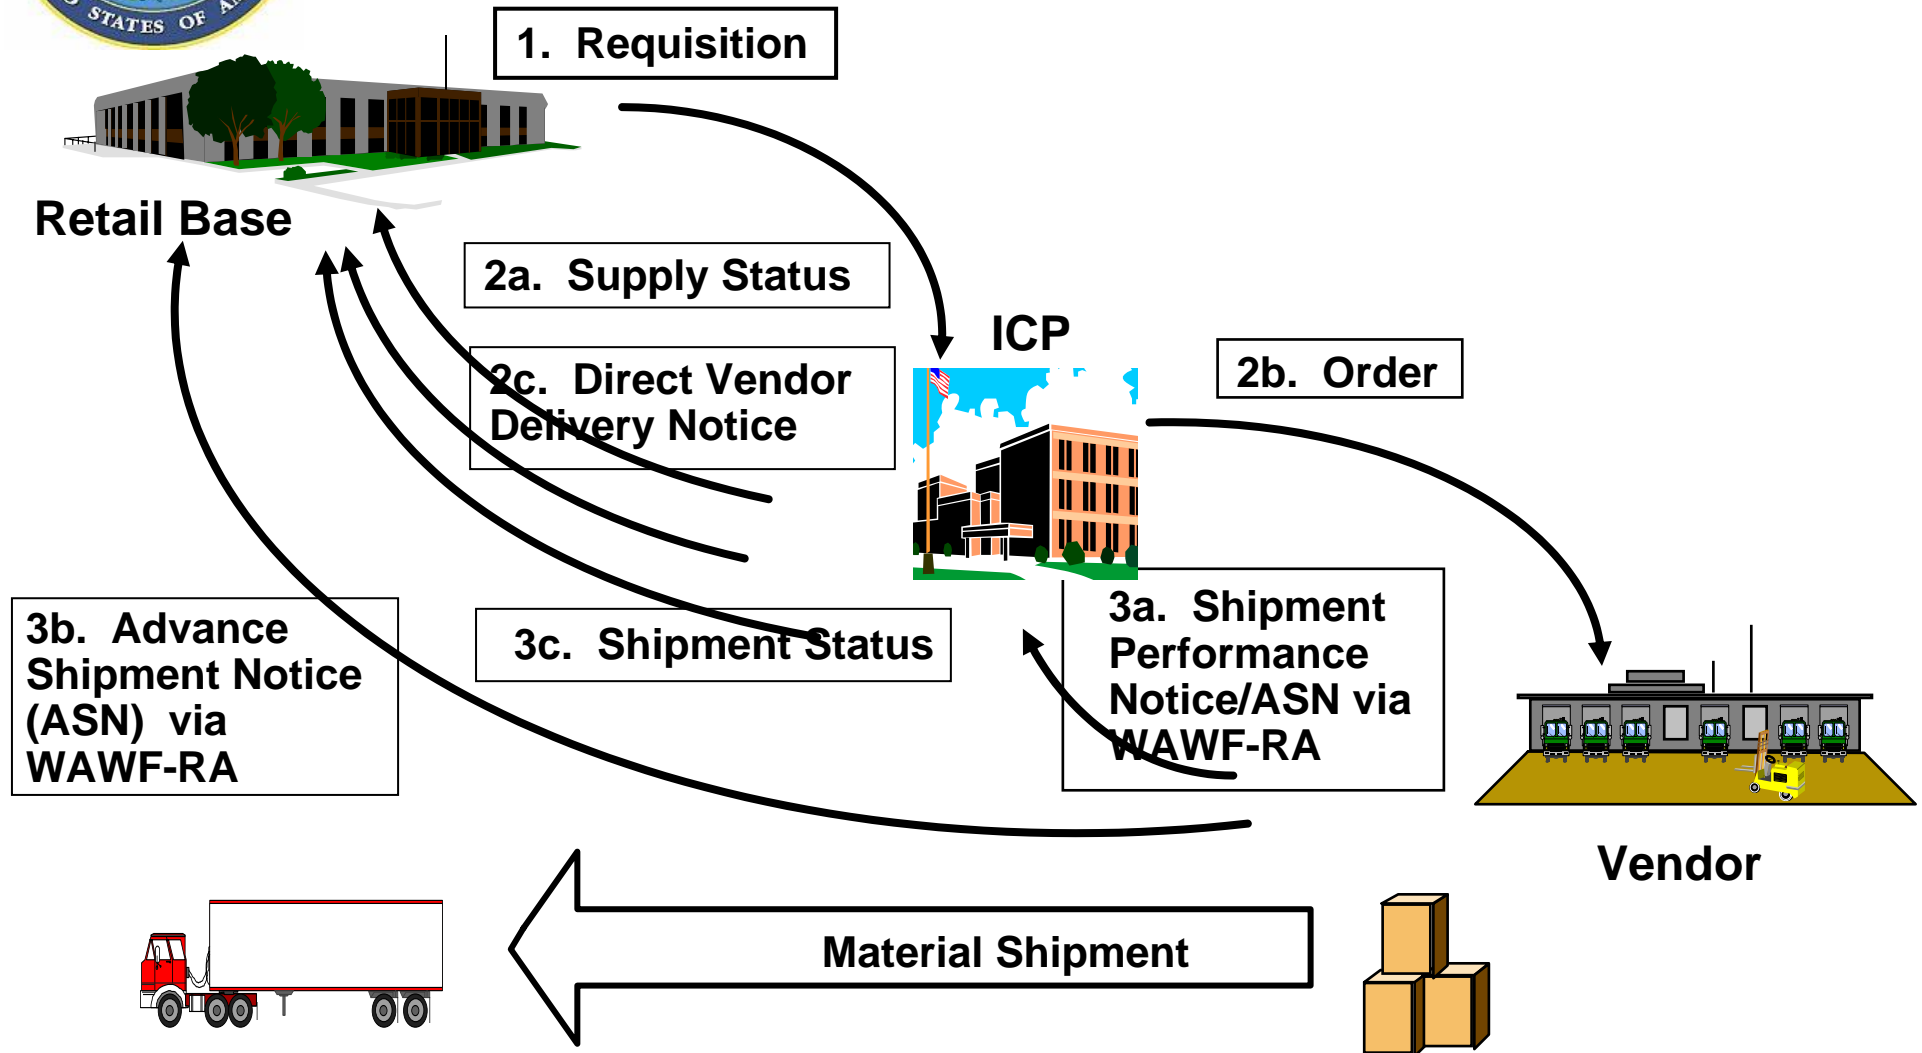 STATES OF
1.  Requisition
Retail Base
2a.  Supply Status
ICP
2b.  Order
2c.  Direct Vendor
Delivery Notice
3b.  Advance
Shipment Notice
(ASN)  via
WAWF-RA
3c.  Shipment Status
3a.  Shipment
Performance
Notice/ASN via
WAWF-RA
Vendor
Material Shipment